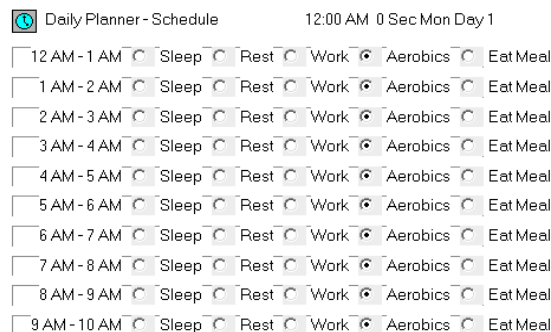 Daily Planner - Schedule 12:00 AM 0 Sec Mon Day 1
12 AM - 1 AM Sleep Rest Work Aerobics Eat Meal
1 AM - 2 AM Sleep Rest Work Aerobics Eat Meal
2 AM - 3 AM Sleep Rest Work Aerobics Eat Meal
3 AM - 4 AM Sleep Rest Work Aerobics Eat Meal
4 AM - 5 AM Sleep Rest Work Aerobics Eat Meal
5 AM - 6 AM Sleep Rest Work Aerobics Eat Meal
6 AM - 7 AM Sleep Rest Work Aerobics Eat Meal
7 AM - 8 AM Sleep Rest Work Aerobics Eat Meal
8 AM - 9 AM Sleep Rest Work Aerobics Eat Meal
9 AM - 10 AM Sleep Rest Work Aerobics Eat Meal